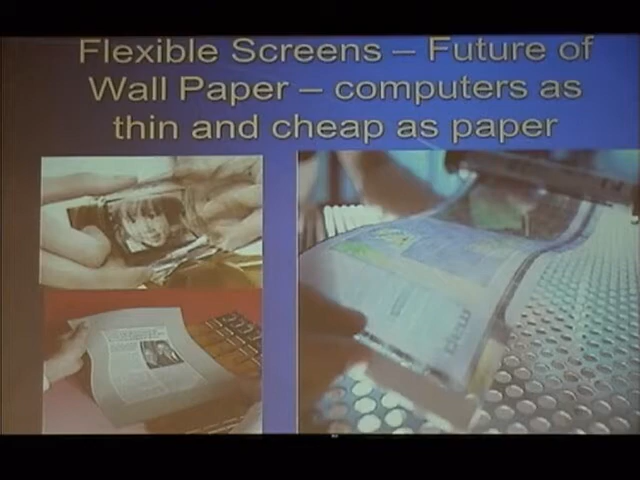 Flexible Screens – Future of
Wall Paper – computers as
thin and cheap as paper